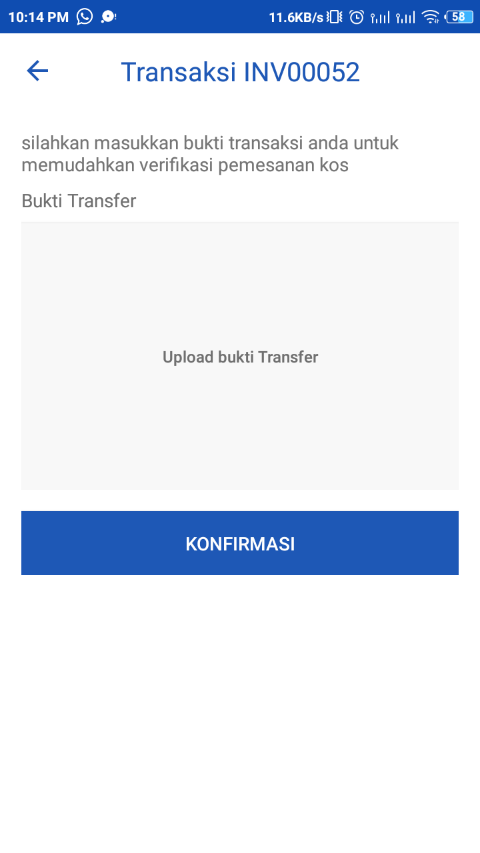 10:14 PM 11.6KB/s 58
Transaksi INV00052
silahkan masukkan bukti transaksi anda untuk
memudahkan verifikasi pemesanan kos
Bukti Transfer
Upload bukti Transfer
KONFIRMASI